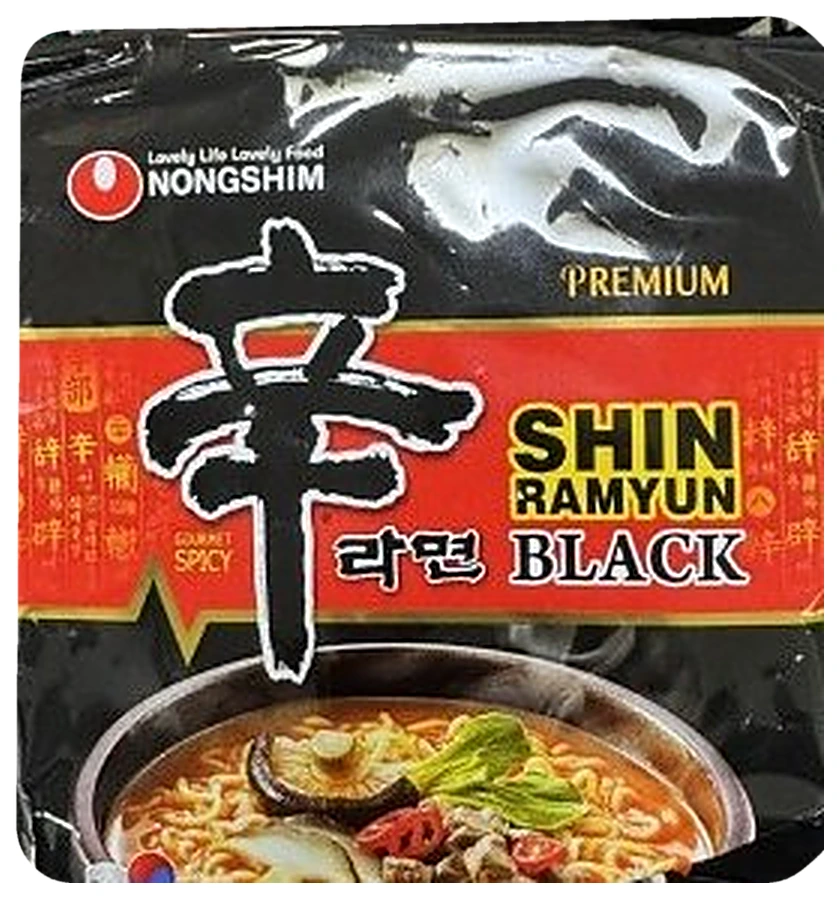 Lovely Life Lovely Food
NONGSHIM
PREMIUM
辛
라면
GOURMET
SPICY
SHIN
RAMYUN
BLACK